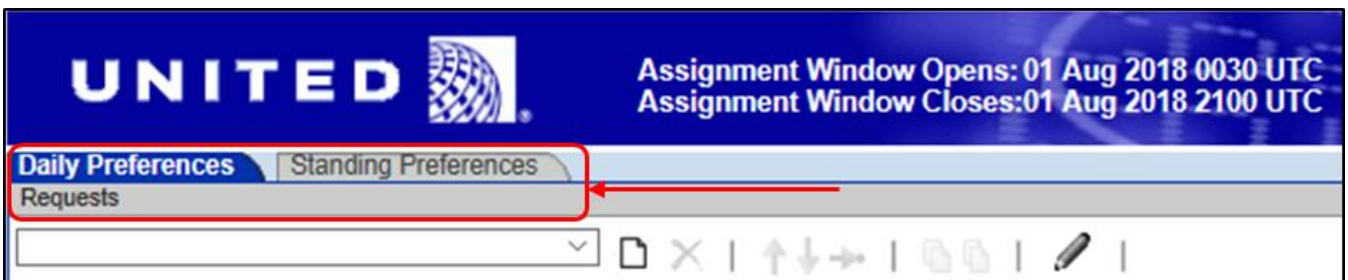 UNITED
Assignment Window Opens: 01 Aug 2018 0030 UTC
Assignment Window Closes:01 Aug 2018 2100 UTC
Daily Preferences Standing Preferences
Requests